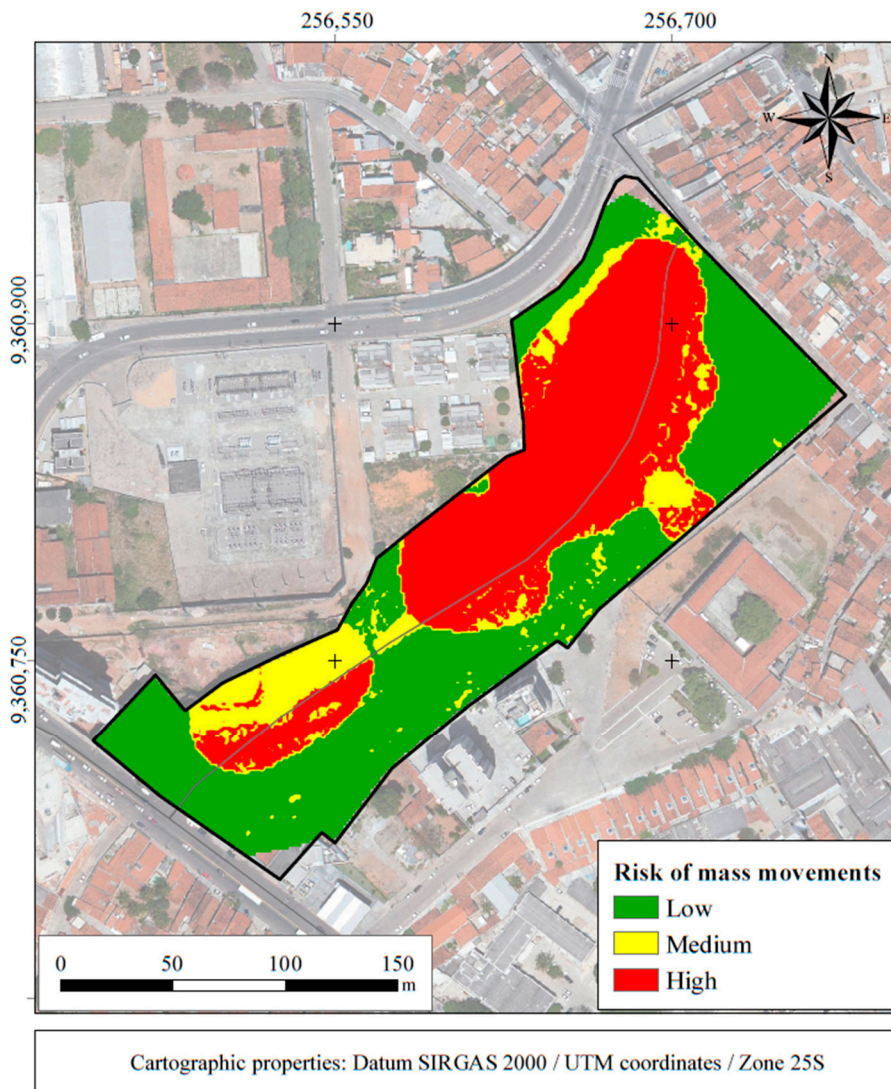 256,550
256,700
N
W
E
S
9,360,900
9,360,750
Risk of mass movements
Low
Medium
High
0
50
100
150
m
Cartographic properties: Datum SIRGAS 2000 / UTM coordinates / Zone 25S